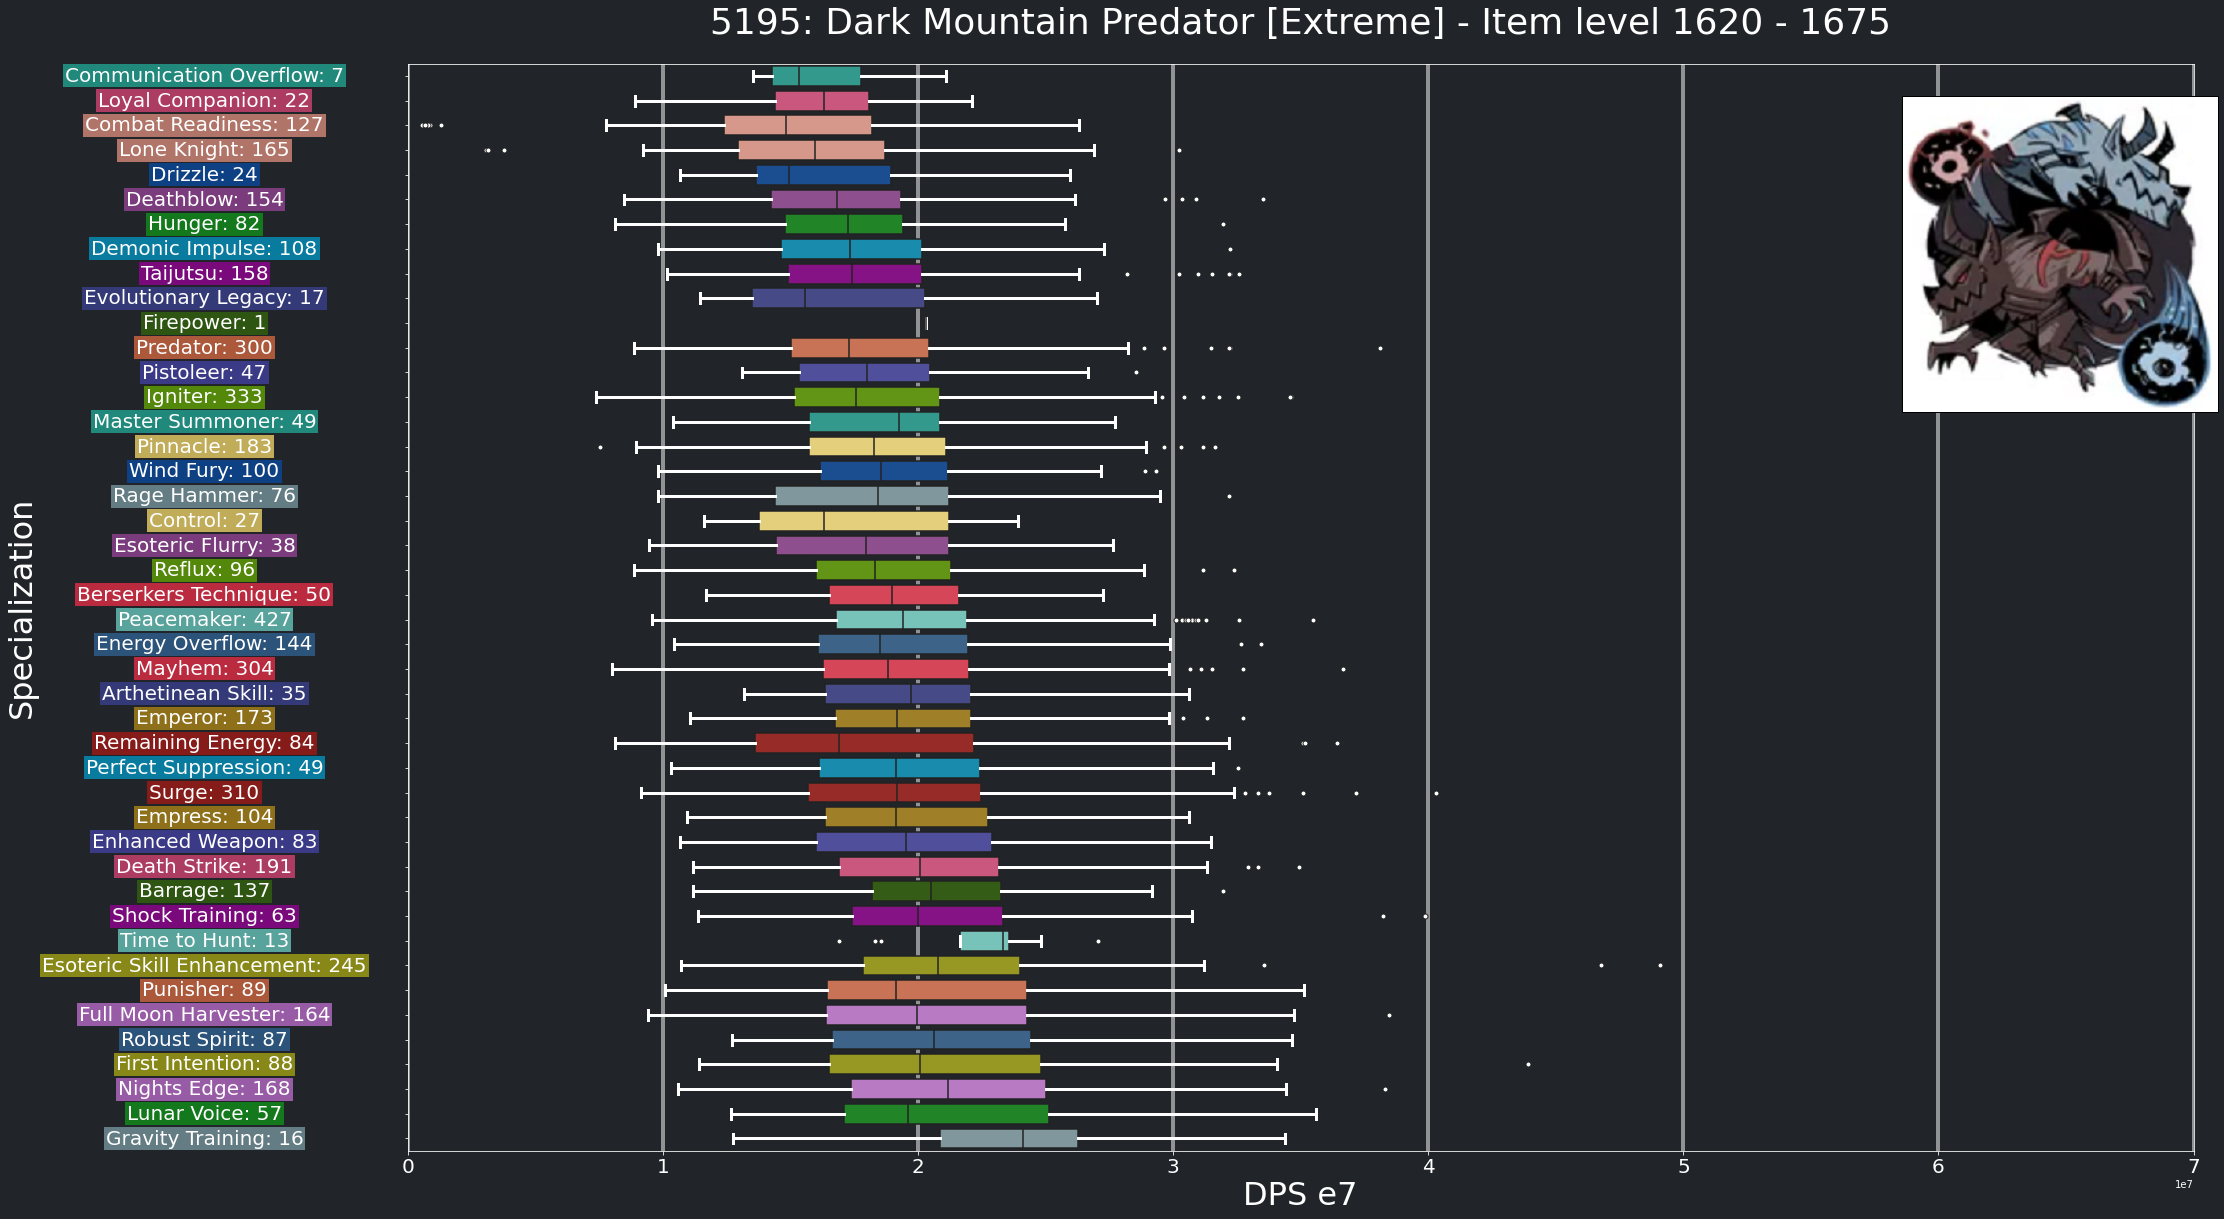 5195: Dark Mountain Predator [Extreme] - Item level 1620 - 1675
Specialization
Communication Overflow: 7
Loyal Companion: 22
Combat Readiness: 127
Lone Knight: 165
Drizzle: 24
Deathblow: 154
Hunger: 82
Demonic Impulse: 108
Taijutsu: 158
Evolutionary Legacy: 17
Firepower: 1
Predator: 300
Pistoleer: 47
Igniter: 333
Master Summoner: 49
Pinnacle: 183
Wind Fury: 100
Rage Hammer: 76
Control: 27
Esoteric Flurry: 38
Reflux: 96
Berserkers Technique: 50
Peacemaker: 427
Energy Overflow: 144
Mayhem: 304
Arthetinean Skill: 35
Emperor: 173
Remaining Energy: 84
Perfect Suppression: 49
Surge: 310
Empress: 104
Enhanced Weapon: 83
Death Strike: 191
Barrage: 137
Shock Training: 63
Time to Hunt: 13
Esoteric Skill Enhancement: 245
Punisher: 89
Full Moon Harvester: 164
Robust Spirit: 87
First Intention: 88
Nights Edge: 168
Lunar Voice: 57
Gravity Training: 16
0 1 2 3 4 5 6 7
1e7
DPS e7